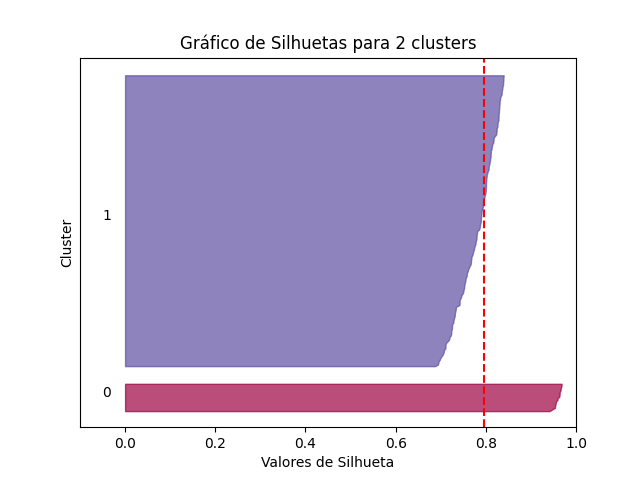 Gráfico de Silhuetas para 2 clusters
Cluster
1
0
0.0 0.2 0.4 0.6 0.8 1.0
Valores de Silhueta